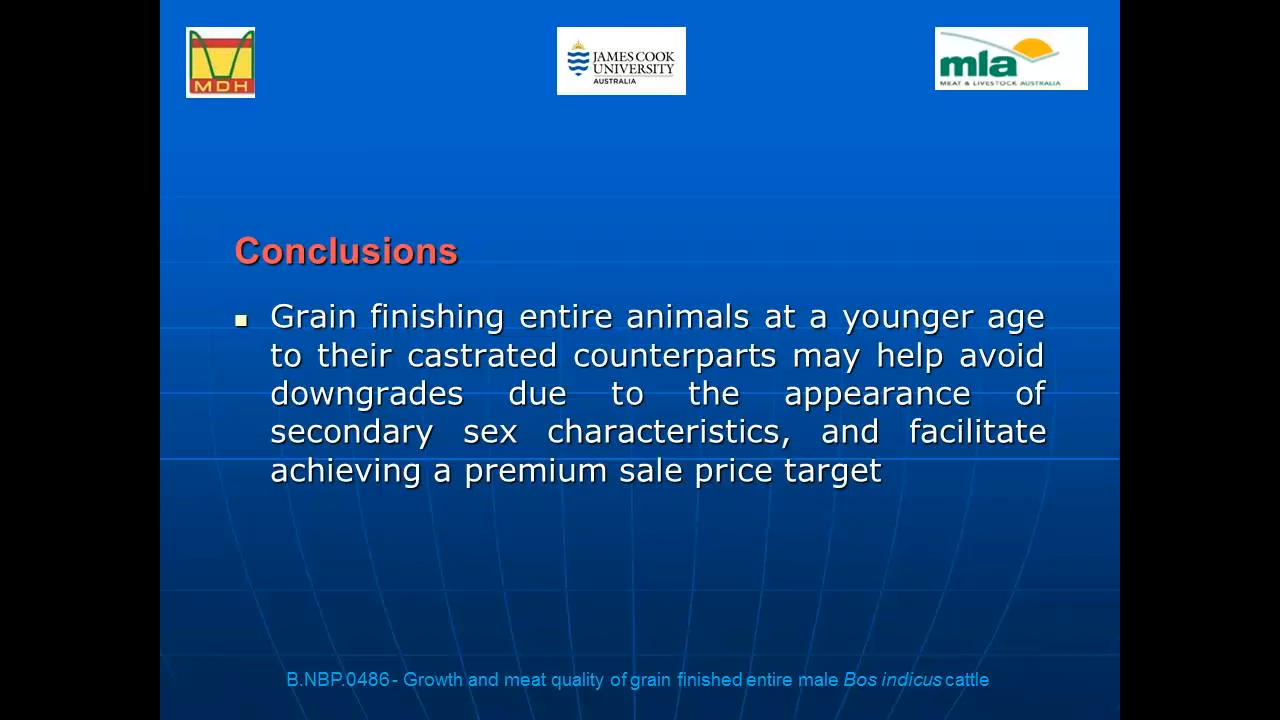 MDH
JAMES COOK
UNIVERSITY
AUSTRALIA
mla
MEAT & LIVESTOCK AUSTRALIA
Conclusions
Grain finishing entire animals at a younger age
to their castrated counterparts may help avoid
downgrades due to the appearance of
secondary sex characteristics, and facilitate
achieving a premium sale price target
B.NBP.0486 - Growth and meat quality of grain finished entire male Bos indicus cattle